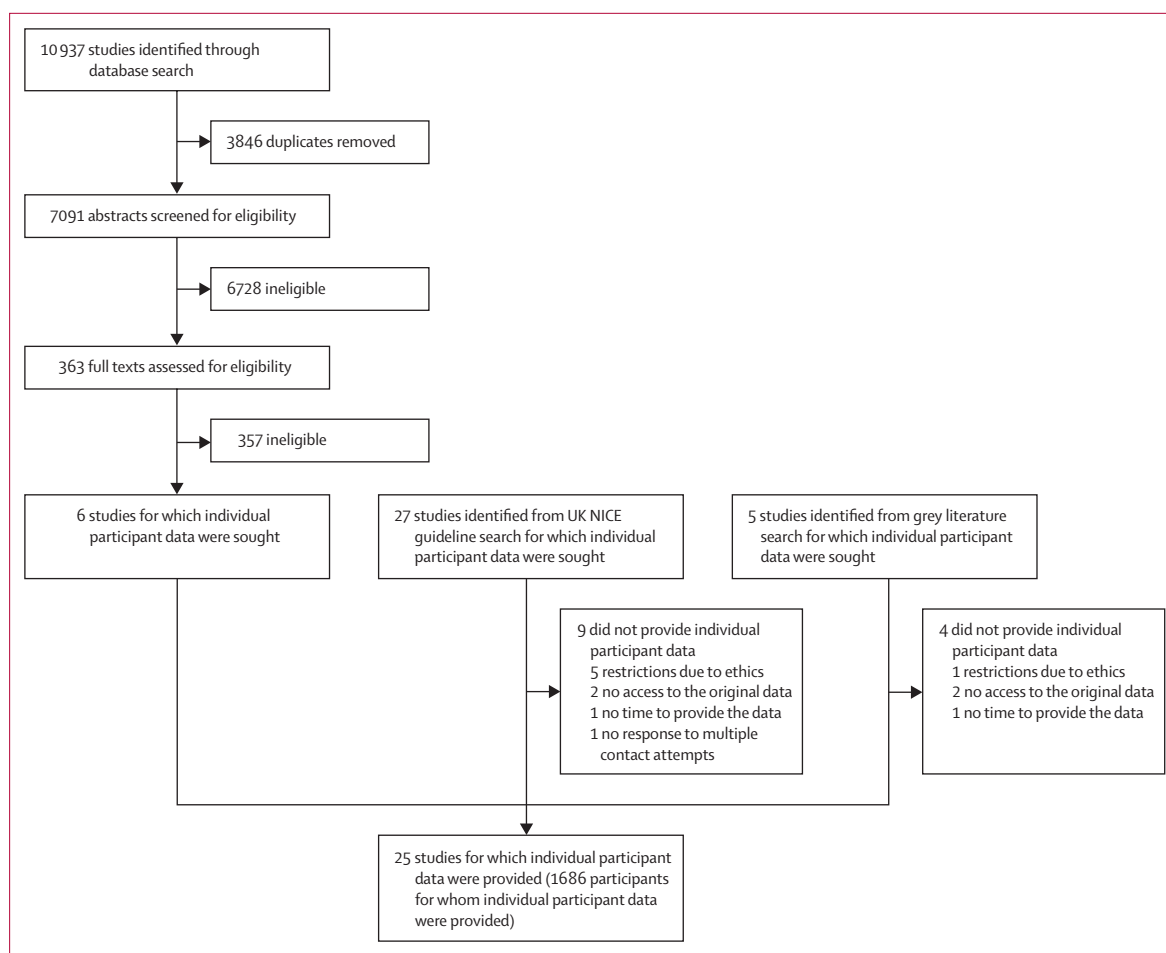 10 937 studies identified through
database search
3846 duplicates removed
7091 abstracts screened for eligibility
6728 ineligible
363 full texts assessed for eligibility
357 ineligible
6 studies for which individual
participant data were sought
27 studies identified from UK NICE
guideline search for which individual
participant data were sought
5 studies identified from grey literature
search for which individual participant
data were sought
9 did not provide individual
participant data
5 restrictions due to ethics
2 no access to the original data
1 no time to provide the data
1 no response to multiple
contact attempts
4 did not provide individual
participant data
1 restrictions due to ethics
2 no access to the original data
1 no time to provide the data
25 studies for which individual participant
data were provided (1686 participants
for whom individual participant data
were provided)